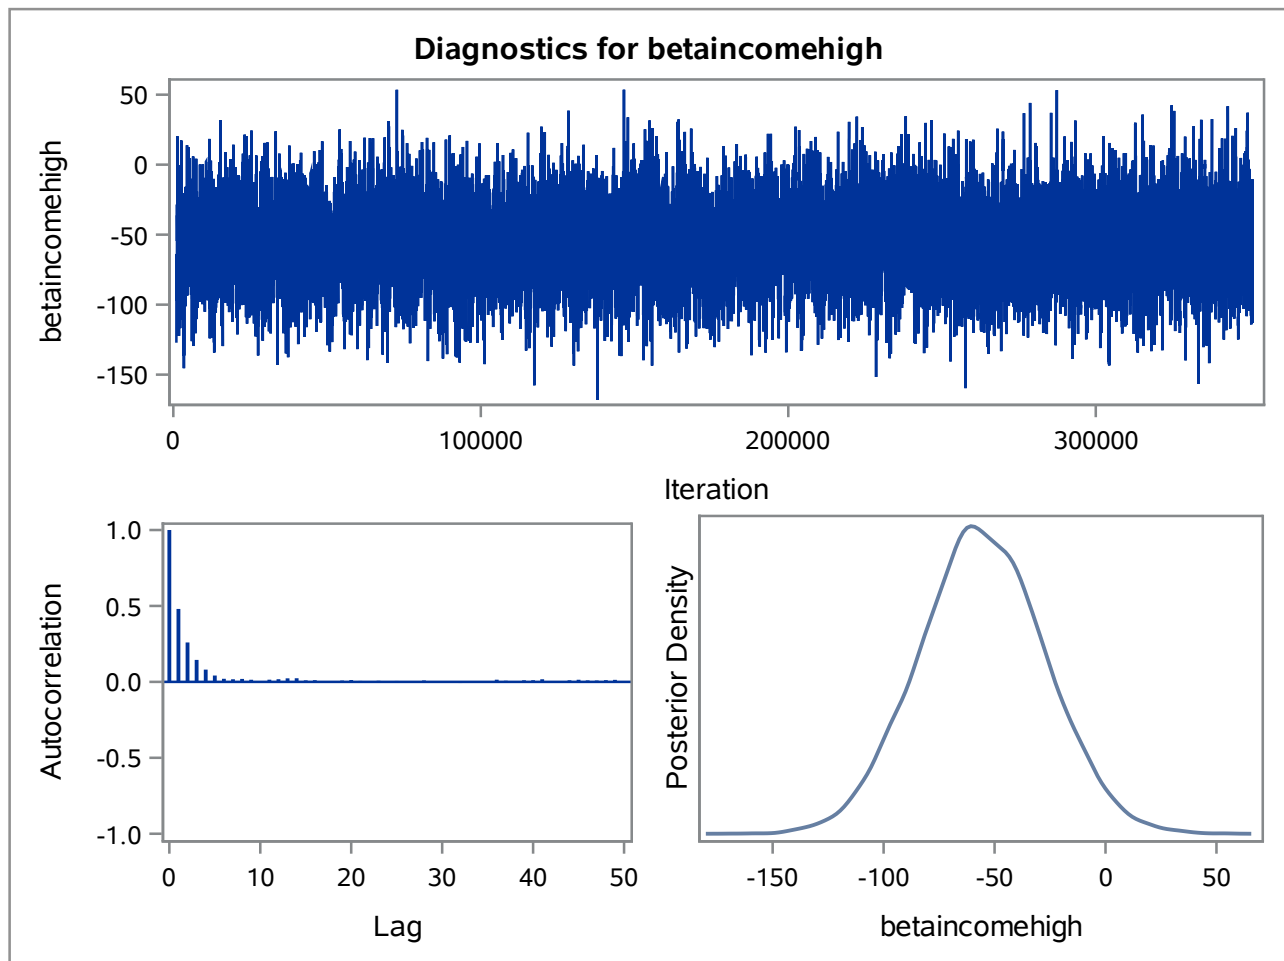 Diagnostics for betaincomehigh
betaincomehigh
50
0
-50
-100
-150
0 100000 200000 300000
Iteration
Autocorrelation
1.0
0.5
0.0
-0.5
-1.0
0 10 20 30 40 50
Lag
Posterior Density
-150 -100 -50 0 50
betaincomehigh